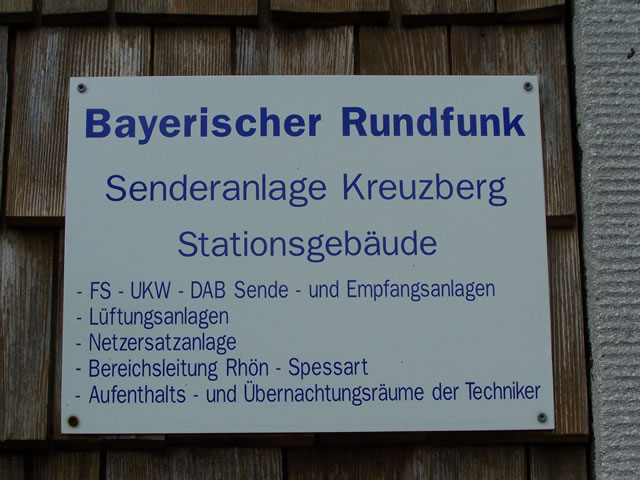 Bayerischer Rundfunk
Senderanlage Kreuzberg
Stationsgebäude
- FS - UKW - DAB Sende - und Empfangsanlagen
- Lüftungsanlagen
- Netzersatzanlage
- Bereichsleitung Rhön - Spessart
- Aufenthalts - und Übernachtungsräume der Techniker